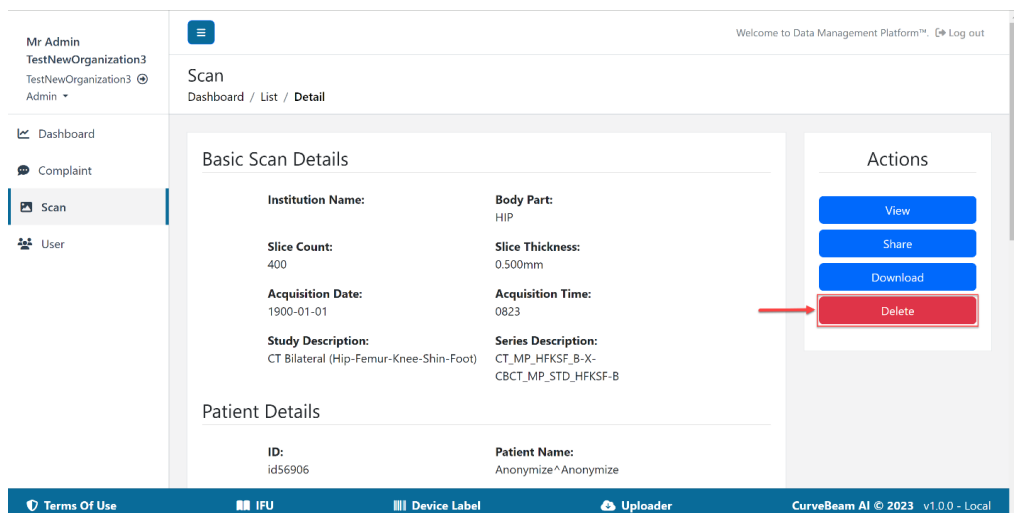 Mr Admin
TestNewOrganization3
TestNewOrganization3
Admin
Dashboard
Complaint
Scan
User
Welcome to Data Management Platform™. Log out
Scan
Dashboard / List / Detail
Basic Scan Details
Institution Name:
Body Part:
HIP
Slice Count:
400
Slice Thickness:
0.500mm
Acquisition Date:
1900-01-01
Acquisition Time:
0823
Study Description:
CT Bilateral (Hip-Femur-Knee-Shin-Foot)
Series Description:
CT_MP_HFKSF_B-X-
CBCT_MP_STD_HFKSF-B
Patient Details
ID:
id56906
Patient Name:
Anonymize^Anonymize
Actions
View
Share
Download
Delete
Terms Of Use
IFU
Device Label
Uploader
CurveBeam AI © 2023 v1.0.0 - Local